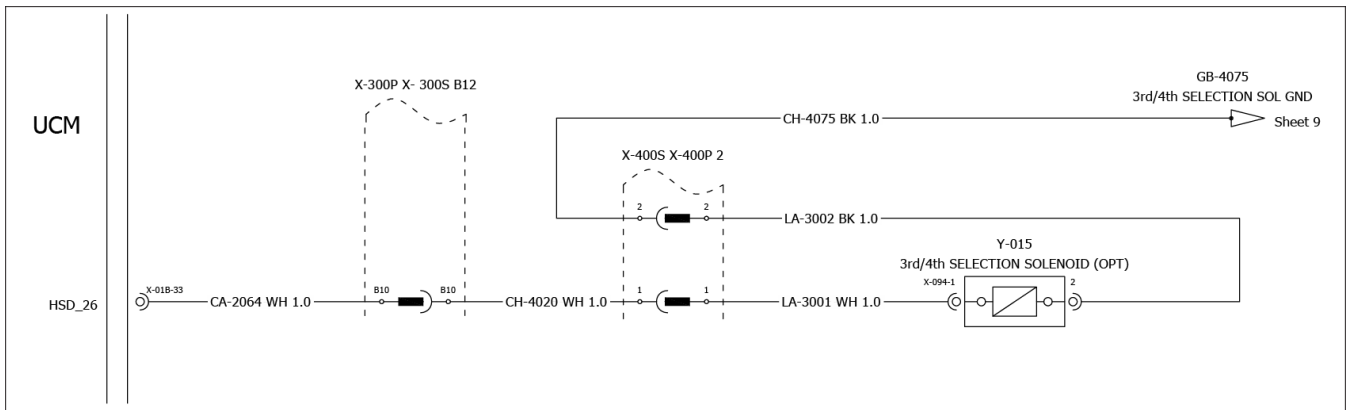 X-300P X- 300S B12
GB-4075
3rd/4th SELECTION SOL GND
UCM
CH-4075 BK 1.0
Sheet 9
X-400S X-400P 2
2 2
LA-3002 BK 1.0
Y-015
3rd/4th SELECTION SOLENOID (OPT)
X-01B-33
B10 B10
1 1
X-094-1
2
HSD_26
CA-2064 WH 1.0
CH-4020 WH 1.0
LA-3001 WH 1.0